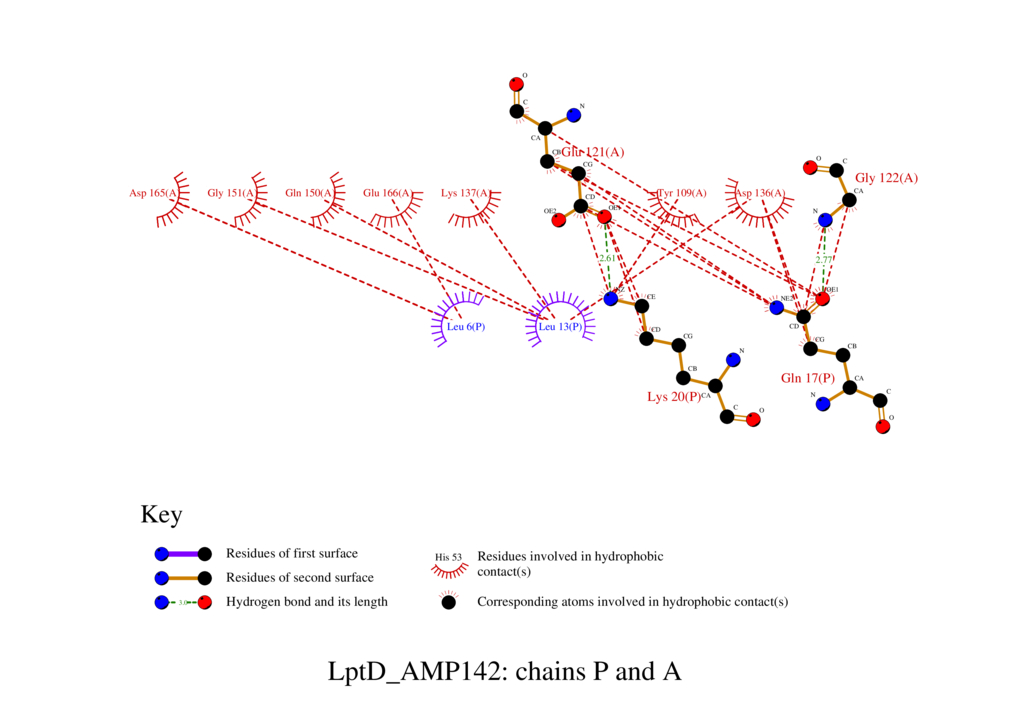 O
C
N
CA
CB
Glu 121(A)
CG
O
C
Gly 122(A)
Asp 165(A)
Gly 151(A)
Gln 150(A)
Glu 166(A)
Lys 137(A)
Tyr 109(A)
Asp 136(A)
CA
CD
OE2
OE1
N
2.61
2.77
NZ
CE
NE2
OE1
Leu 6(P)
Leu 13(P)
CD
CG
CD
CG
CB
N
CB
Gln 17(P)
CA
Lys 20(P)
CA
N
C
C
O
O
Key
Residues of first surface
His 53
Residues involved in hydrophobic
contact(s)
Residues of second surface
3.0
Hydrogen bond and its length
Corresponding atoms involved in hydrophobic contact(s)
LptD_AMP142: chains P and A